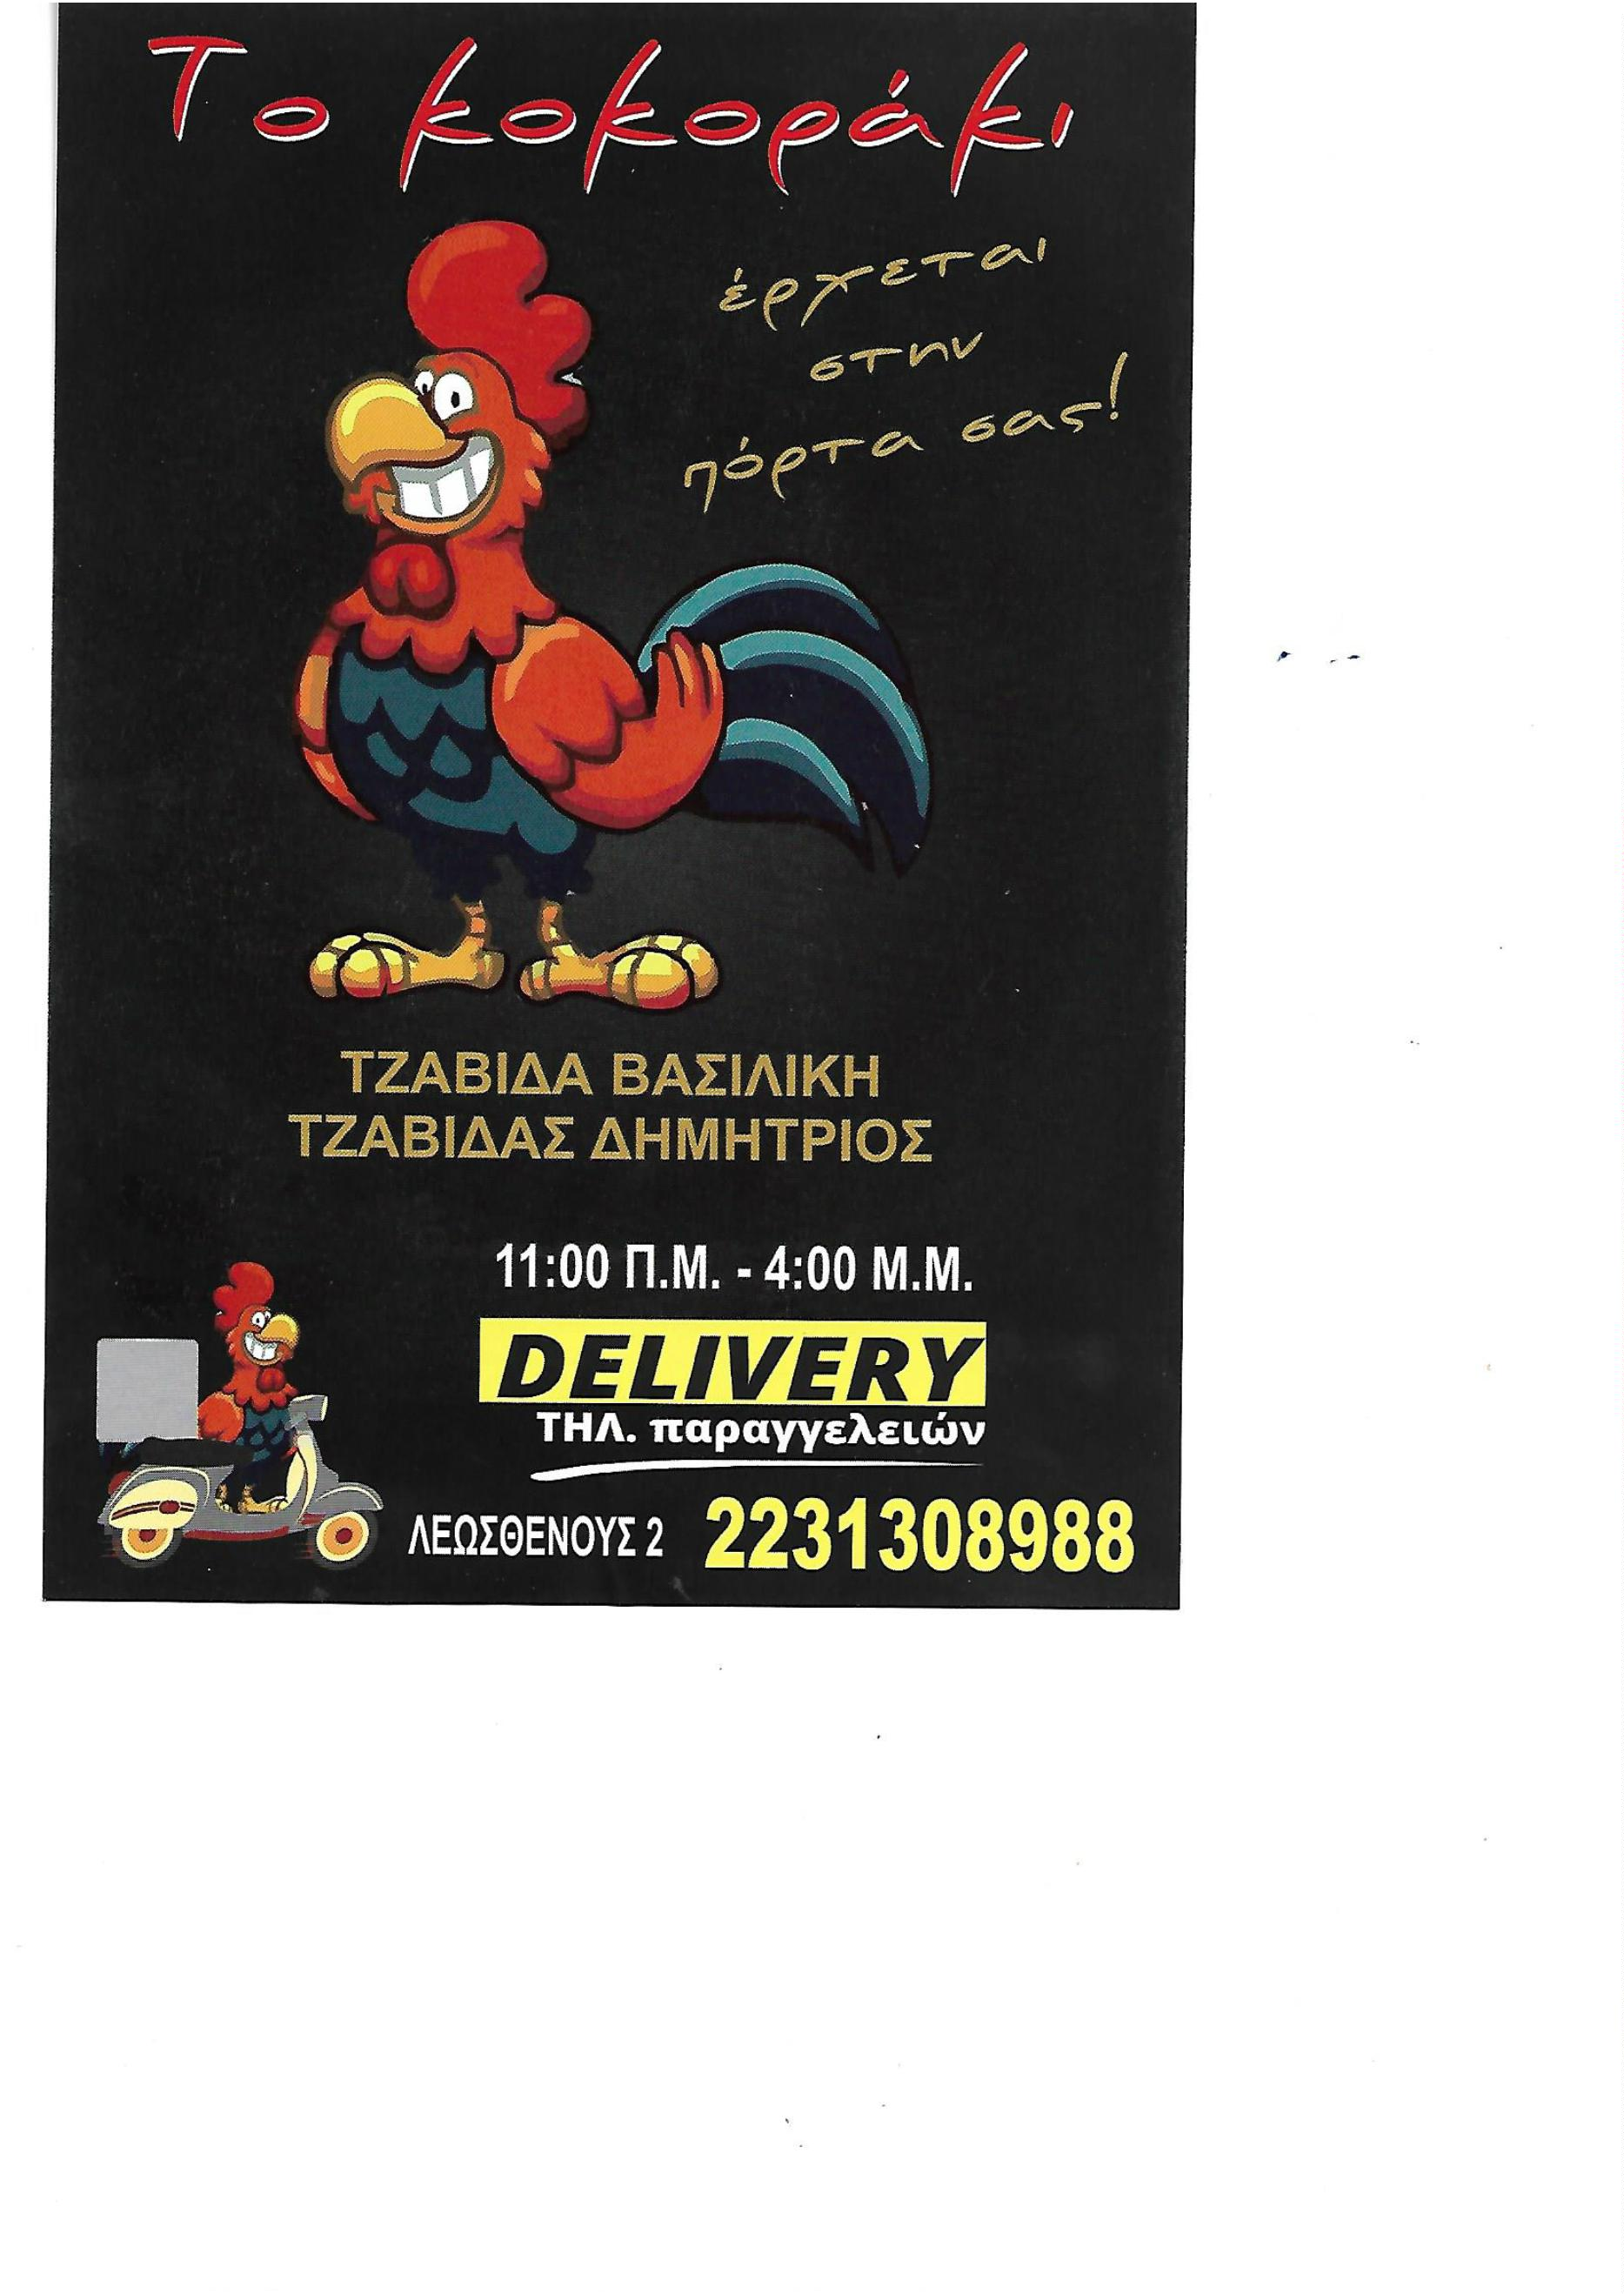 Το κοκοράκι
έρχεται
στην
πόρτα σας!
ΤΖΑΒΙΔΑ ΒΑΣΙΛΙΚΗ
ΤΖΑΒΙΔΑΣ ΔΗΜΗΤΡΙΟΣ
11:00 Π.Μ. - 4:00 Μ.Μ.
DELIVERY
ΤΗΛ. παραγγελειών
ΛΕΩΣΘΕΝΟΥΣ 2 2231308988